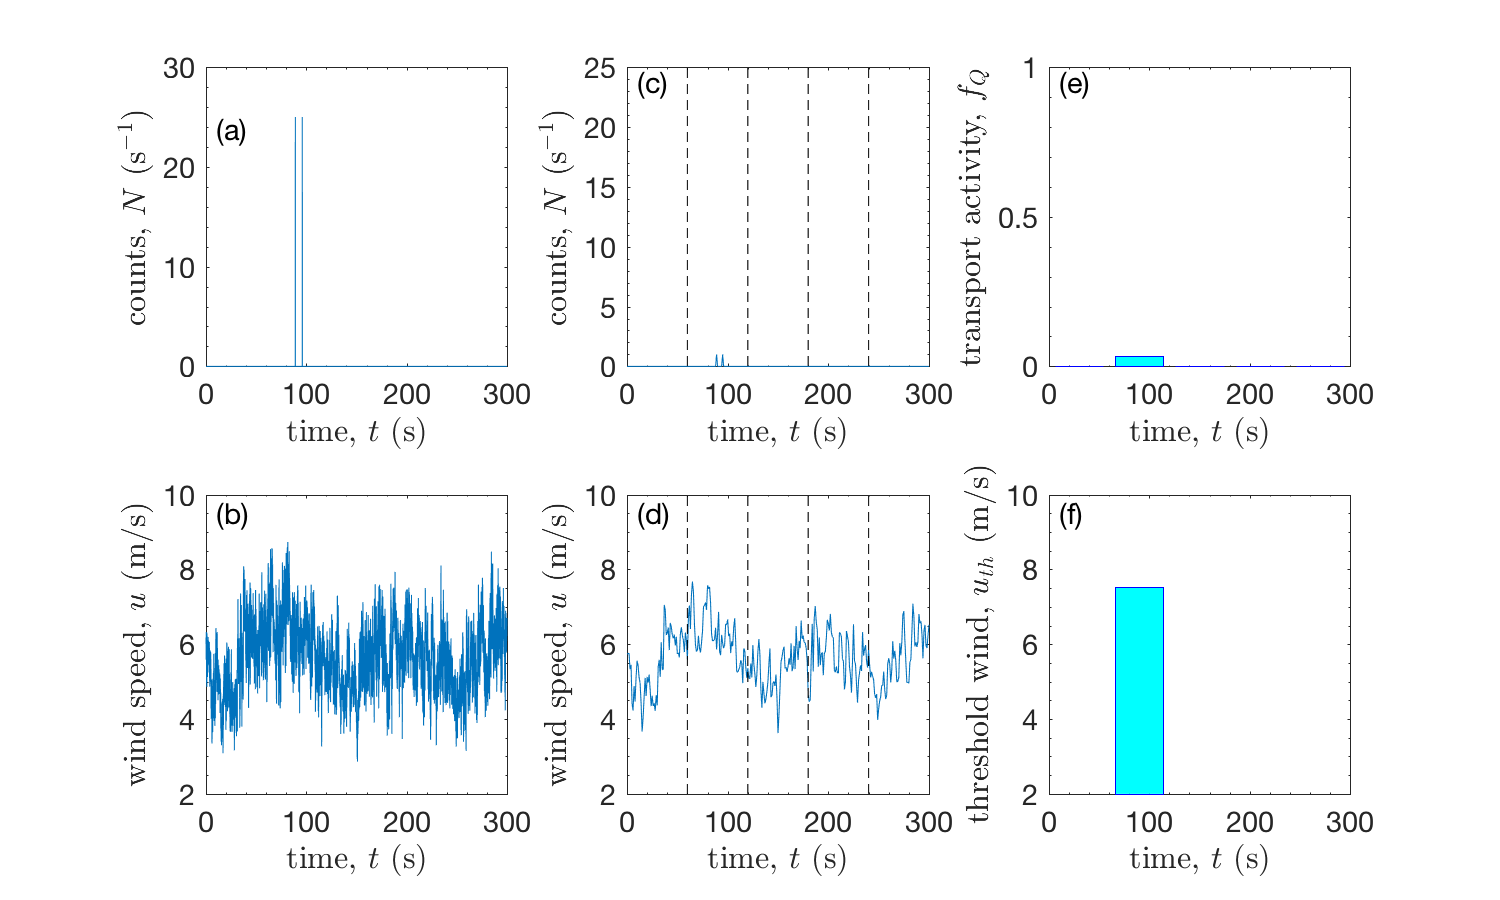 (a)
counts, N (s⁻¹)
30
20
10
0
0 100 200 300
time, t (s)
(c)
counts, N (s⁻¹)
25
20
15
10
5
0
0 100 200 300
time, t (s)
(e)
transport activity, f_Q
1
0.5
0
0 100 200 300
time, t (s)
(b)
wind speed, u (m/s)
10
8
6
4
2
0 100 200 300
time, t (s)
(d)
wind speed, u (m/s)
10
8
6
4
2
0 100 200 300
time, t (s)
(f)
threshold wind, u_th (m/s)
10
8
6
4
2
0 100 200 300
time, t (s)